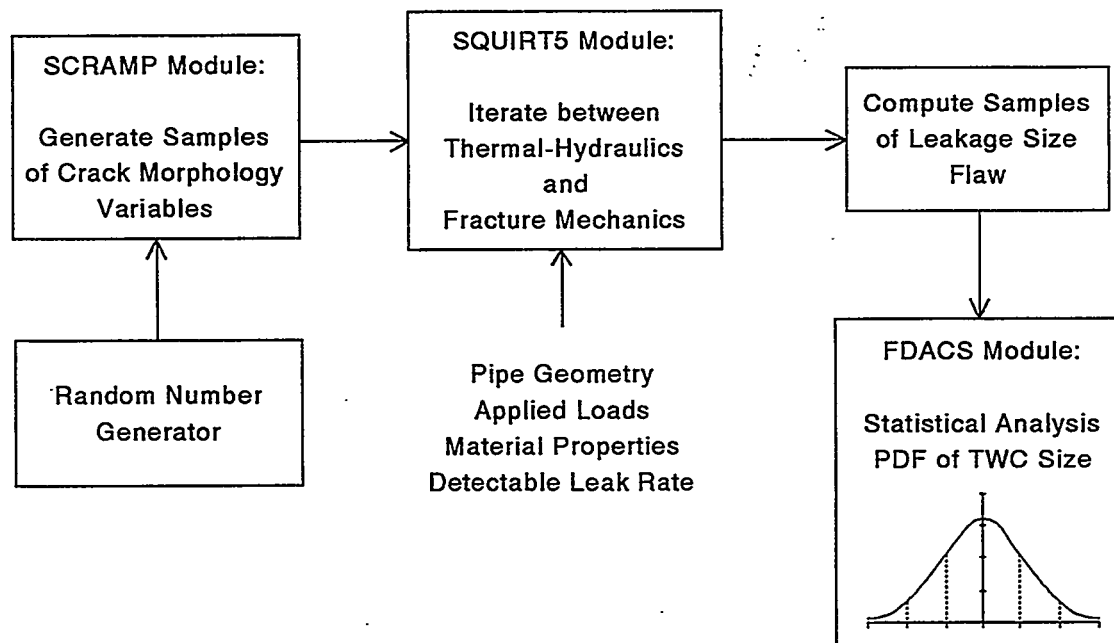 SCRAMP Module:
Generate Samples
of Crack Morphology
Variables
SQUIRT5 Module:
Iterate between
Thermal-Hydraulics
and
Fracture Mechanics
Compute Samples
of Leakage Size
Flaw
Random Number
Generator
Pipe Geometry
Applied Loads
Material Properties
Detectable Leak Rate
FDACS Module:
Statistical Analysis
PDF of TWC Size